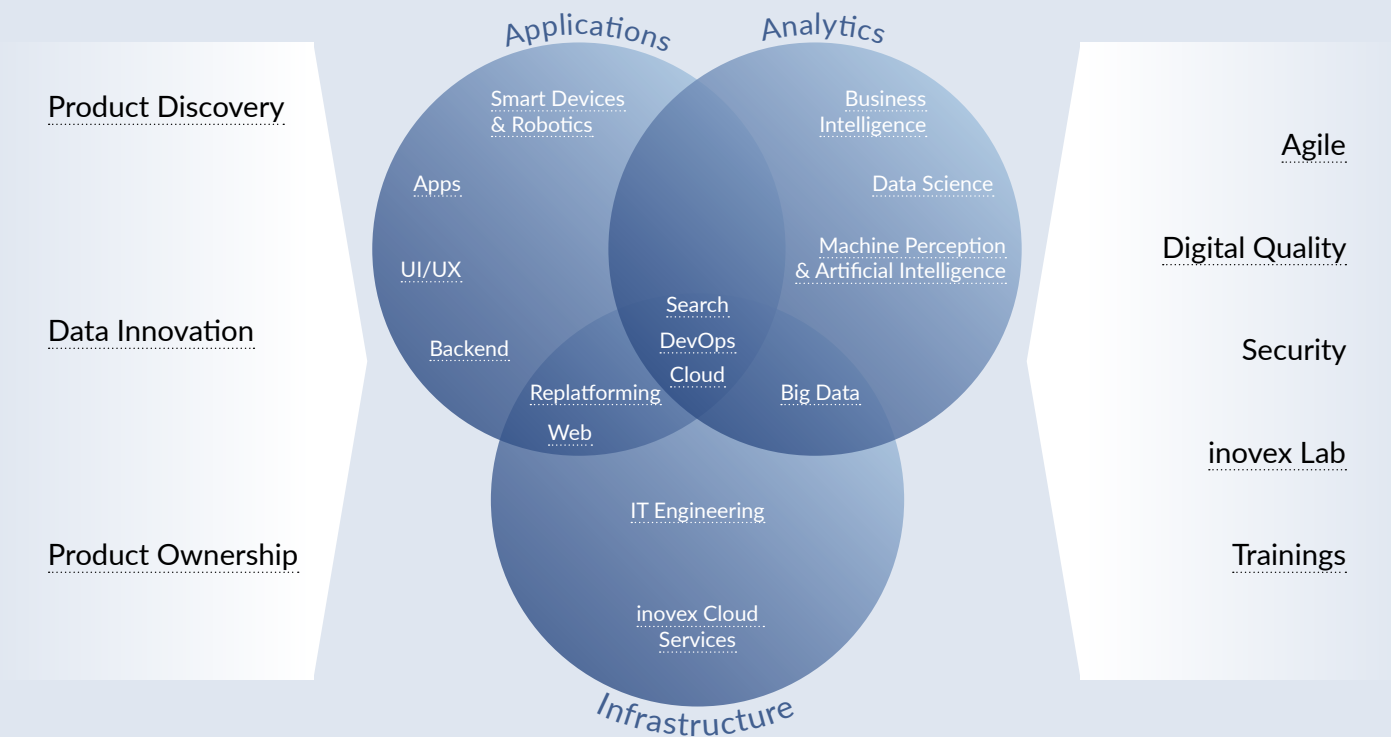 Applications
Analytics
Product Discovery
Data Innovation
Product Ownership
Smart Devices
& Robotics
Apps
UI/UX
Backend
Replatforming
Web
Search
DevOps
Cloud
Business
Intelligence
Data Science
Machine Perception
& Artificial Intelligence
Big Data
IT Engineering
inovex Cloud
Services
Infrastructure
Agile
Digital Quality
Security
inovex Lab
Trainings